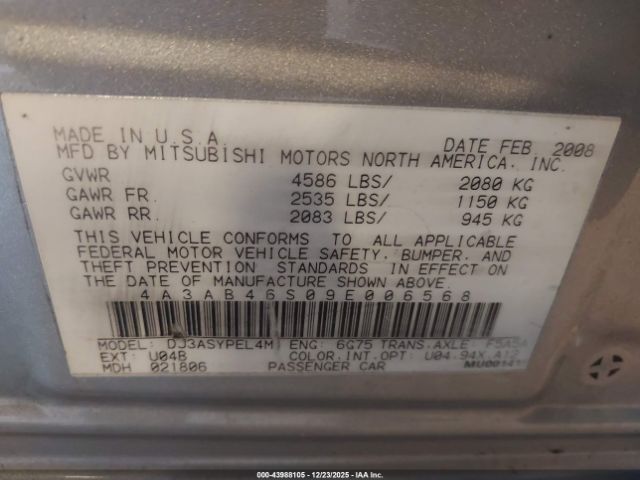 MADE IN U.S.A. DATE FEB. 2008
MFD BY MITSUBISHI MOTORS NORTH AMERICA. INC.
GVWR 4586 LBS/ 2080 KG
GAWR FR. 2535 LBS/ 1150 KG
GAWR RR. 2083 LBS/ 945 KG
THIS VEHICLE CONFORMS TO ALL APPLICABLE
FEDERAL MOTOR VEHICLE SAFETY. BUMPER. AND
THEFT PREVENTION STANDARDS IN EFFECT ON
THE DATE OF MANUFACTURE SHOWN ABOVE.
4A3AB46S09E006568
MODEL: DJ3ASYPEL4M ENG: 6G75 TRANS.AXLE: F5A5A
EXT: U04B COLOR.INT.OPT: U04.94X.A12
MDH 021806 PASSENGER CAR
000-43988105 - 12/23/2025 - IAA Inc.